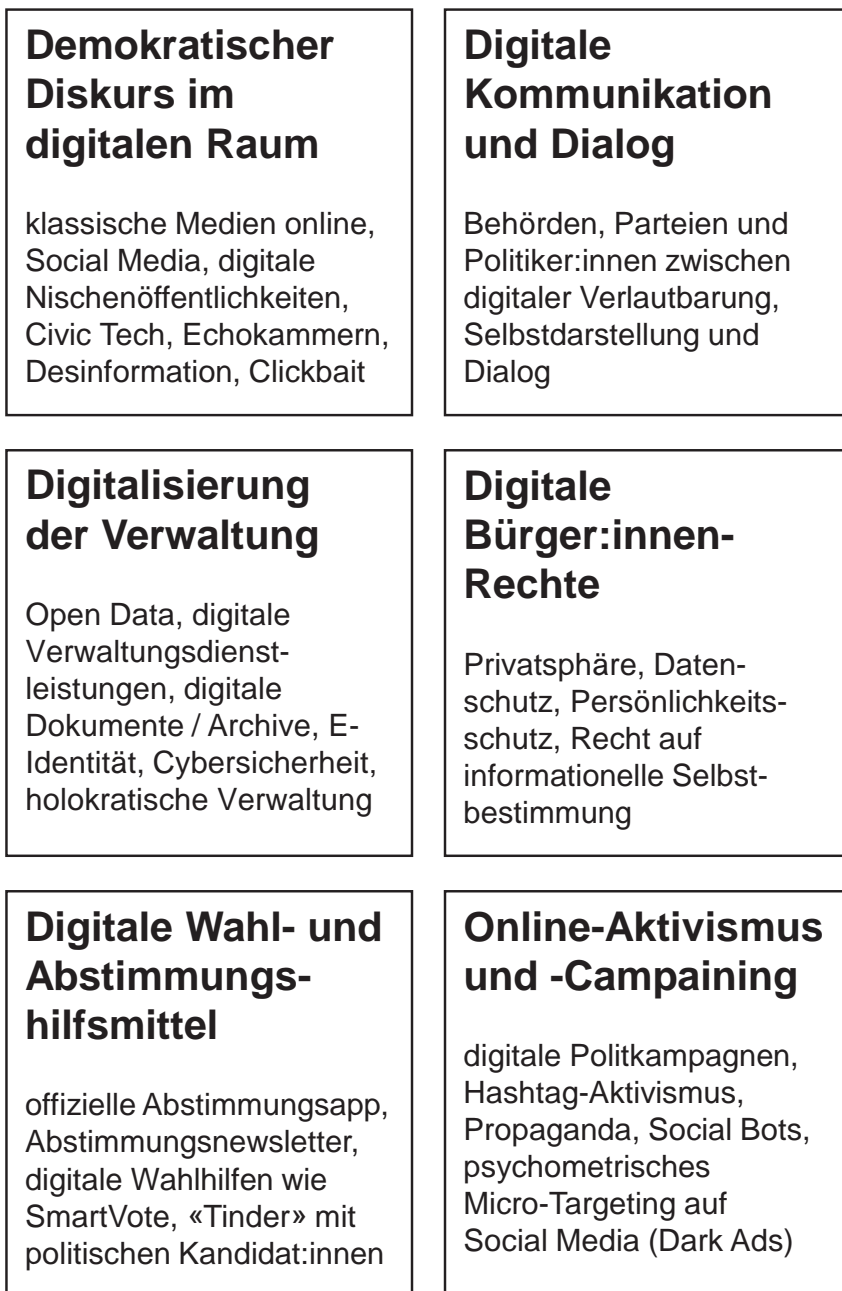 Demokratischer
Diskurs im
digitalen Raum
klassische Medien online,
Social Media, digitale
Nischenöffentlichkeiten,
Civic Tech, Echokammern,
Desinformation, Clickbait
Digitale
Kommunikation
und Dialog
Behörden, Parteien und
Politiker:innen zwischen
digitaler Verlautbarung,
Selbstdarstellung und
Dialog
Digitalisierung
der Verwaltung
Open Data, digitale
Verwaltungsdienst-
leistungen, digitale
Dokumente / Archive, E-
Identität, Cybersicherheit,
holokratische Verwaltung
Digitale
Bürger:innen-
Rechte
Privatsphäre, Daten-
schutz, Persönlichkeits-
schutz, Recht auf
informationelle Selbst-
bestimmung
Digitale Wahl- und
Abstimmungs-
hilfsmittel
offizielle Abstimmungsapp,
Abstimmungsnewsletter,
digitale Wahlhilfen wie
SmartVote, «Tinder» mit
politischen Kandidat:innen
Online-Aktivismus
und -Campaining
digitale Politkampagnen,
Hashtag-Aktivismus,
Propaganda, Social Bots,
psychometrisches
Micro-Targeting auf
Social Media (Dark Ads)